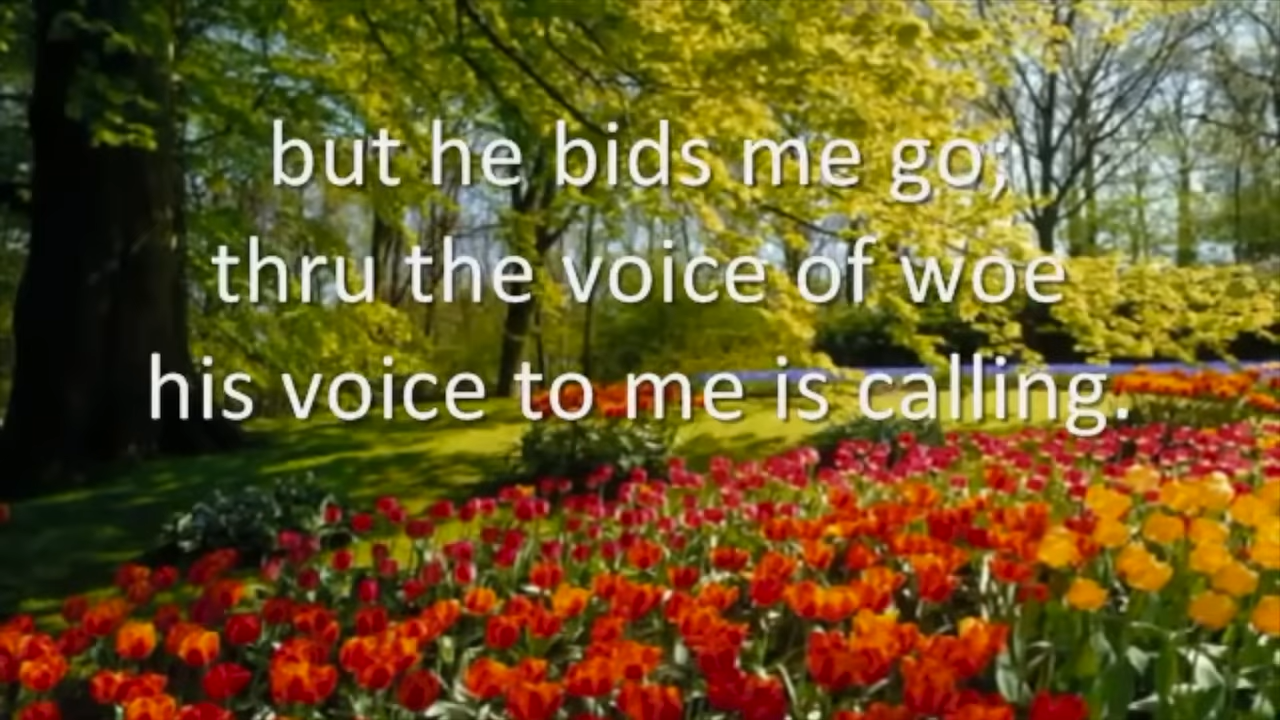 but he bids me go;
thru the voice of woe
his voice to me is calling.